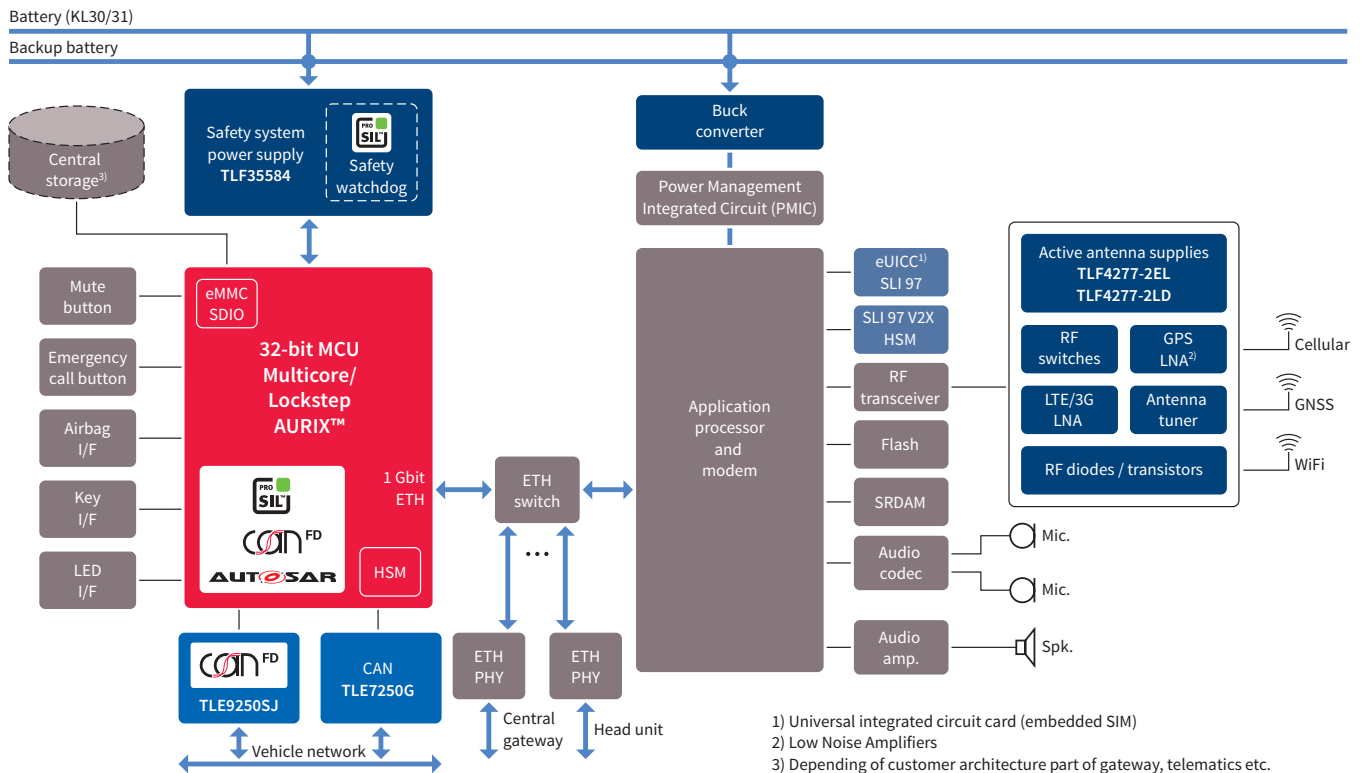 Battery (KL30/31)
Backup battery
Central
storage3)
Safety system
power supply
TLF35584
PRO
SIL™
Safety
watchdog
Buck
converter
Power Management
Integrated Circuit (PMIC)
Mute
button
Emergency
call button
Airbag
I/F
Key
I/F
LED
I/F
eMMC
SDIO
32-bit MCU
Multicore/
Lockstep
AURIX™
1 Gbit
ETH
PRO
SIL™
CAN FD
AUTOSAR
HSM
ETH
switch
...
Application
processor
and
modem
eUICC1)
SLI 97
SLI 97 V2X
HSM
RF
transceiver
Flash
SRDAM
Audio
codec
Audio
amp.
Active antenna supplies
TLF4277-2EL
TLF4277-2LD
RF
switches
GPS
LNA2)
LTE/3G
LNA
Antenna
tuner
RF diodes / transistors
Cellular
GNSS
WiFi
Mic.
Mic.
Spk.
CAN FD
TLE9250SJ
CAN
TLE7250G
ETH
PHY
ETH
PHY
Vehicle network
Central
gateway
Head unit
1) Universal integrated circuit card (embedded SIM)
2) Low Noise Amplifiers
3) Depending of customer architecture part of gateway, telematics etc.